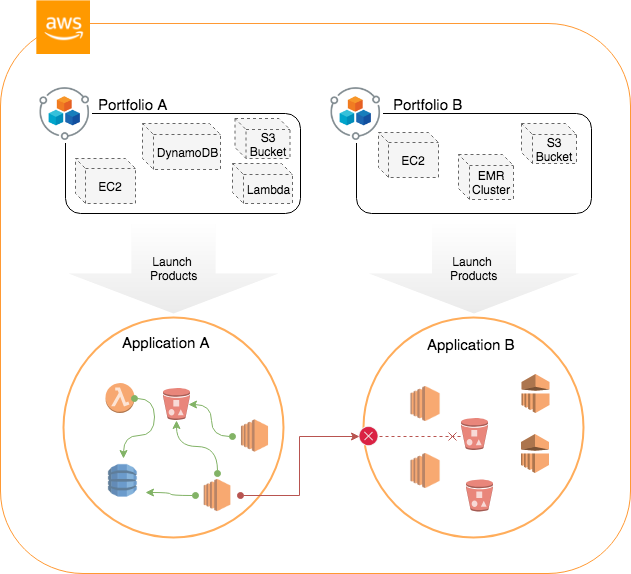 aws
Portfolio A
Portfolio B
DynamoDB
S3
Bucket
EC2
Lambda
EC2
S3
Bucket
EMR
Cluster
Launch
Products
Launch
Products
Application A
Application B
λ